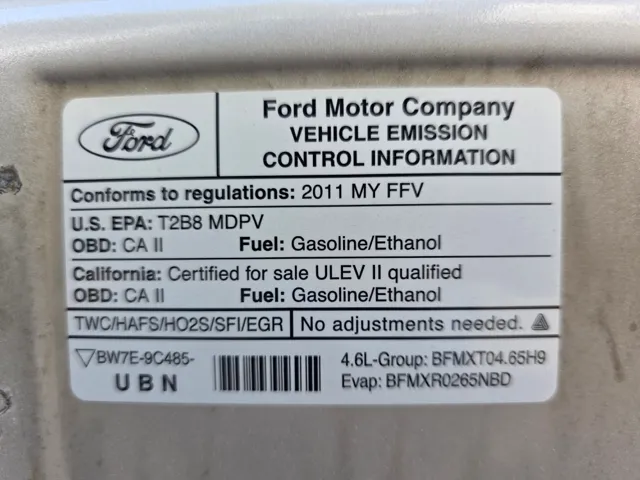 Ford
Ford Motor Company
VEHICLE EMISSION
CONTROL INFORMATION
Conforms to regulations: 2011 MY FFV
U.S. EPA: T2B8 MDPV
OBD: CA II Fuel: Gasoline/Ethanol
California: Certified for sale ULEV II qualified
OBD: CA II Fuel: Gasoline/Ethanol
TWC/HAFS/HO2S/SFI/EGR No adjustments needed.
BW7E-9C485- 4.6L-Group: BFMXT04.65H9
UBN Evap: BFMXR0265NBD